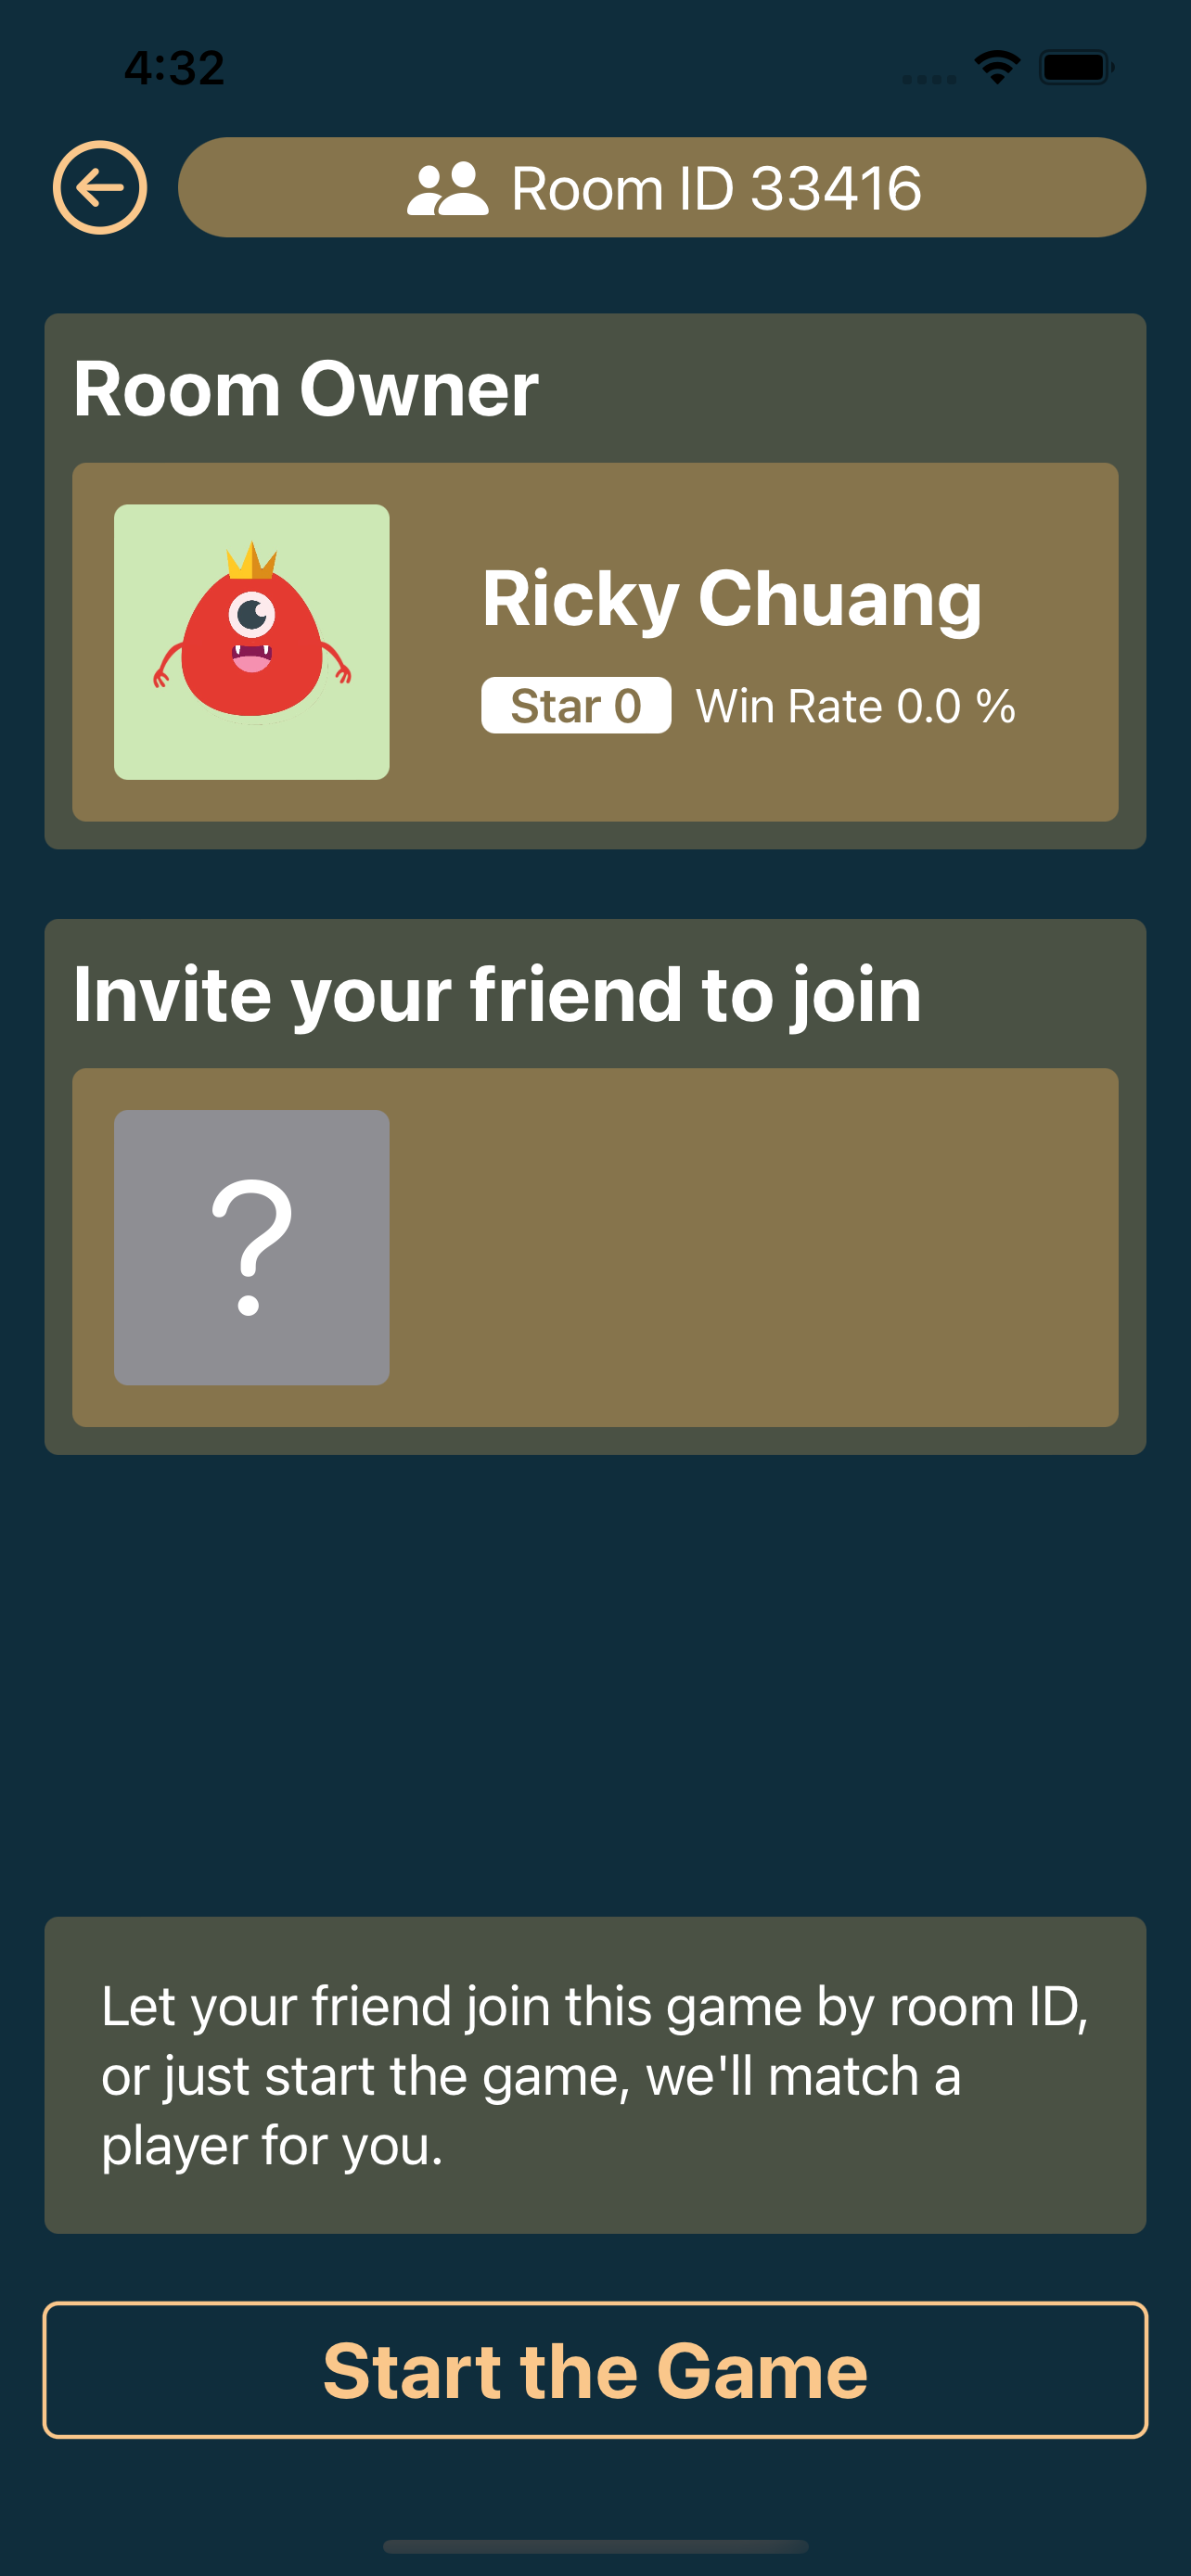 4:32
Room ID 33416
Room Owner
Ricky Chuang
Star 0 Win Rate 0.0 %
Invite your friend to join
?
Let your friend join this game by room ID,
or just start the game, we'll match a
player for you.
Start the Game